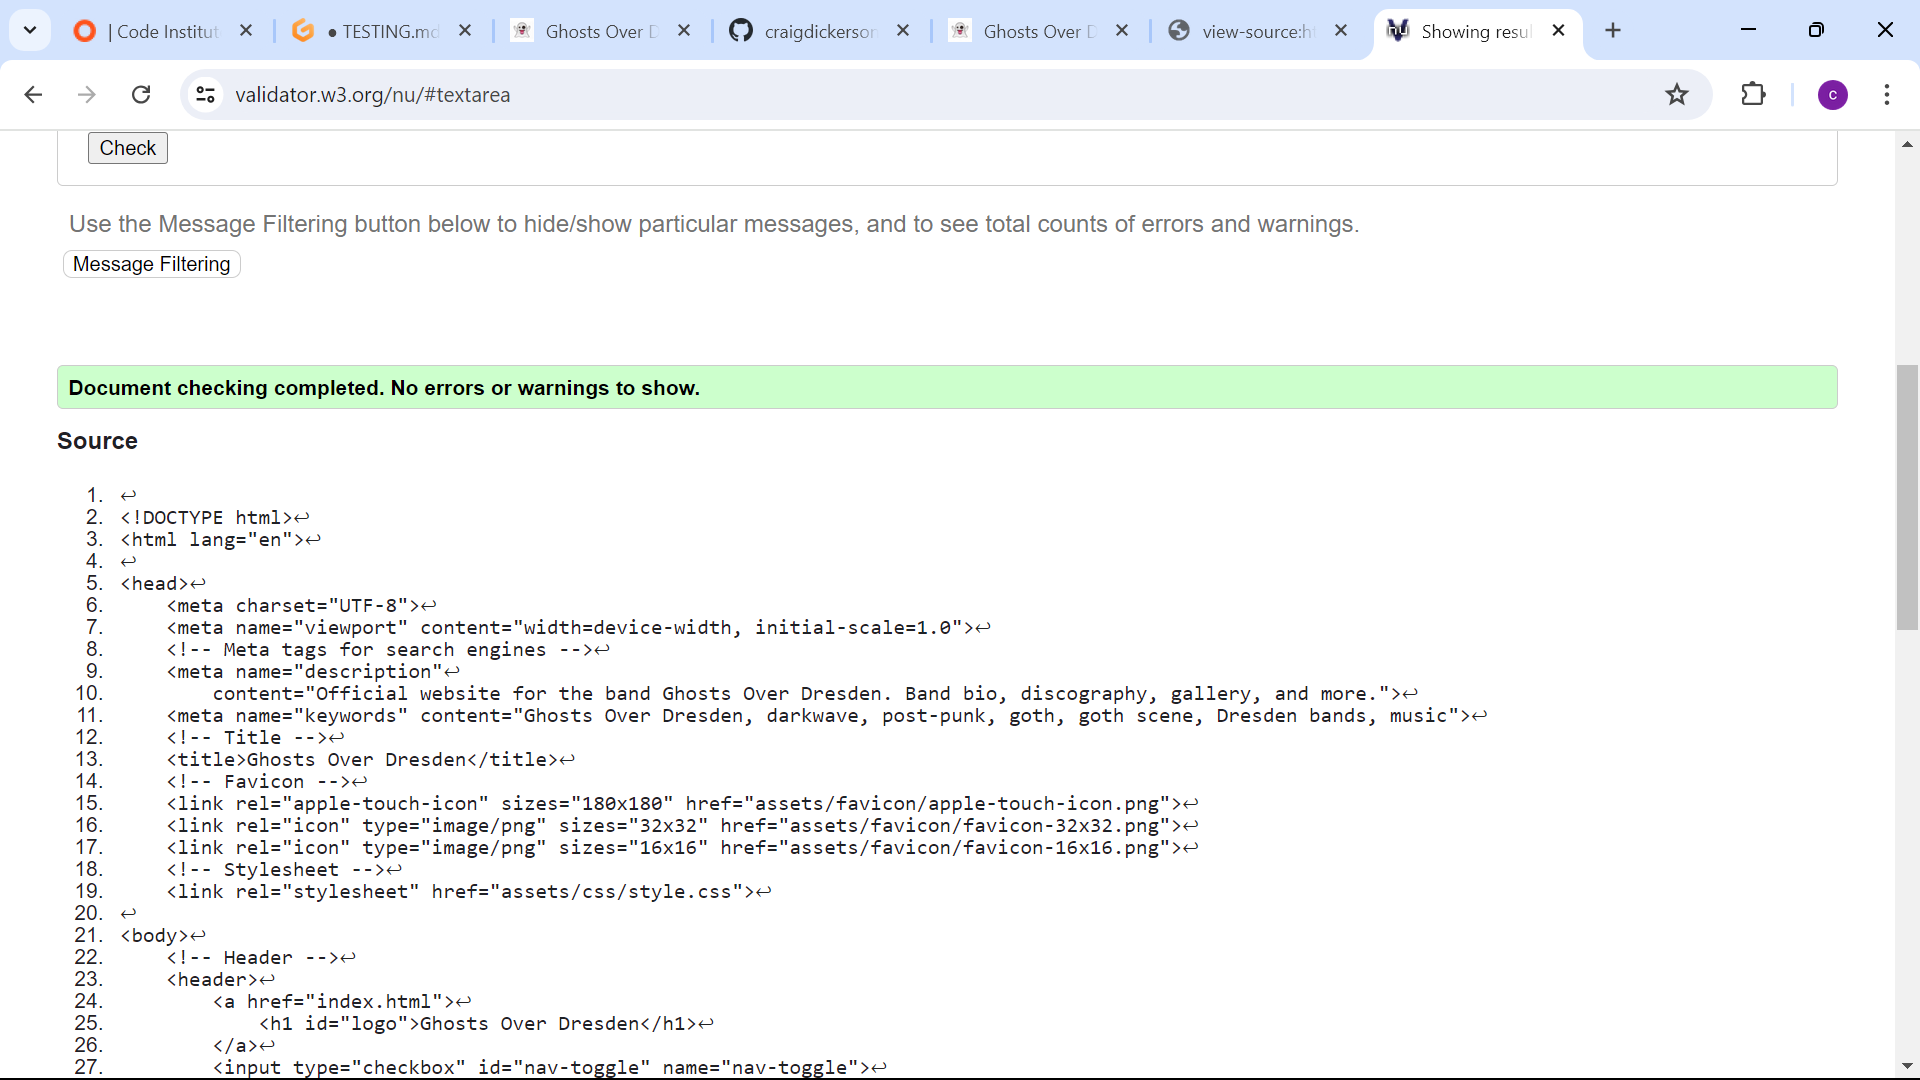 | Code Institut
● TESTING.md
Ghosts Over D
craigdickerson
Ghosts Over D
view-source:ht
Showing resul
validator.w3.org/nu/#textarea
c
Check
Use the Message Filtering button below to hide/show particular messages, and to see total counts of errors and warnings.
Message Filtering
Document checking completed. No errors or warnings to show.
Source
1. ↩
2. <!DOCTYPE html>↩
3. <html lang="en">↩
4. ↩
5. <head>↩
6.     <meta charset="UTF-8">↩
7.     <meta name="viewport" content="width=device-width, initial-scale=1.0">↩
8.     <!-- Meta tags for search engines -->↩
9.     <meta name="description"↩
10.         content="Official website for the band Ghosts Over Dresden. Band bio, discography, gallery, and more.">↩
11.     <meta name="keywords" content="Ghosts Over Dresden, darkwave, post-punk, goth, goth scene, Dresden bands, music">↩
12.     <!-- Title -->↩
13.     <title>Ghosts Over Dresden</title>↩
14.     <!-- Favicon -->↩
15.     <link rel="apple-touch-icon" sizes="180x180" href="assets/favicon/apple-touch-icon.png">↩
16.     <link rel="icon" type="image/png" sizes="32x32" href="assets/favicon/favicon-32x32.png">↩
17.     <link rel="icon" type="image/png" sizes="16x16" href="assets/favicon/favicon-16x16.png">↩
18.     <!-- Stylesheet -->↩
19.     <link rel="stylesheet" href="assets/css/style.css">↩
20. ↩
21. <body>↩
22.     <!-- Header -->↩
23.     <header>↩
24.         <a href="index.html">↩
25.             <h1 id="logo">Ghosts Over Dresden</h1>↩
26.         </a>↩
27.         <input type="checkbox" id="nav-toggle" name="nav-toggle">↩